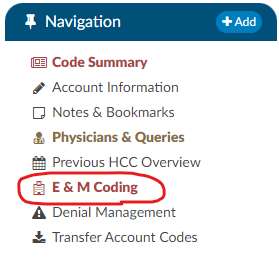 Navigation
Add
Code Summary
Account Information
Notes & Bookmarks
Physicians & Queries
Previous HCC Overview
E & M Coding
Denial Management
Transfer Account Codes